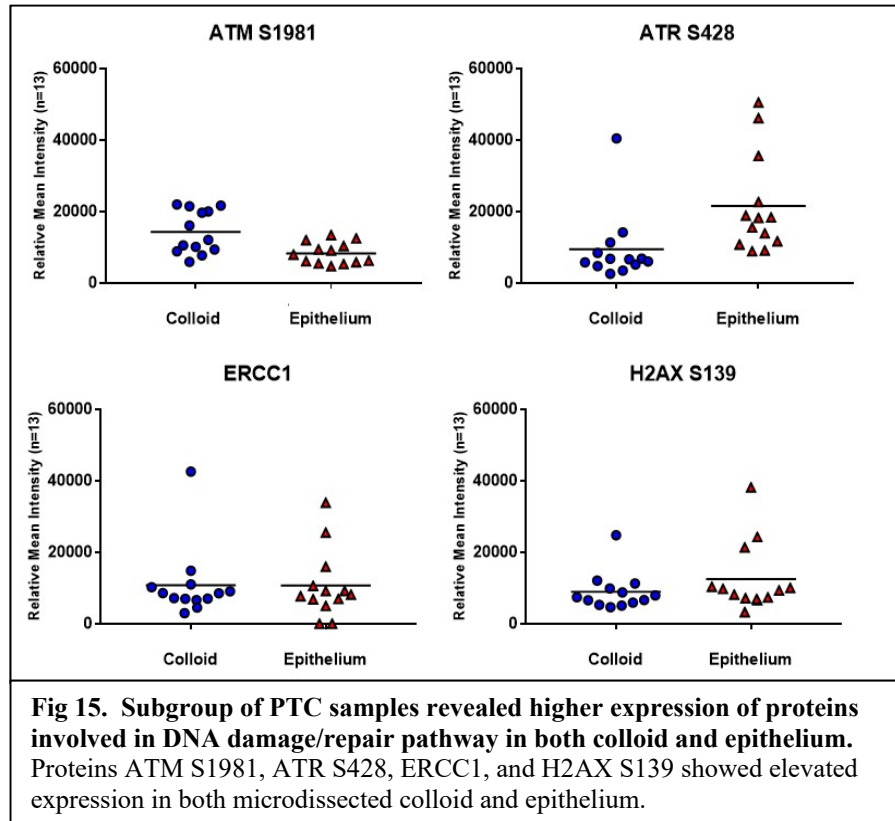 ATM S1981
Relative Mean Intensity (n=13)
60000
40000
20000
0
Colloid Epithelium
ATR S428
Relative Mean Intensity (n=13)
60000
40000
20000
0
Colloid Epithelium
ERCC1
Relative Mean Intensity (n=13)
60000
40000
20000
0
Colloid Epithelium
H2AX S139
Relative Mean Intensity (n=13)
60000
40000
20000
0
Colloid Epithelium
Fig 15. Subgroup of PTC samples revealed higher expression of proteins
involved in DNA damage/repair pathway in both colloid and epithelium.
Proteins ATM S1981, ATR S428, ERCC1, and H2AX S139 showed elevated
expression in both microdissected colloid and epithelium.